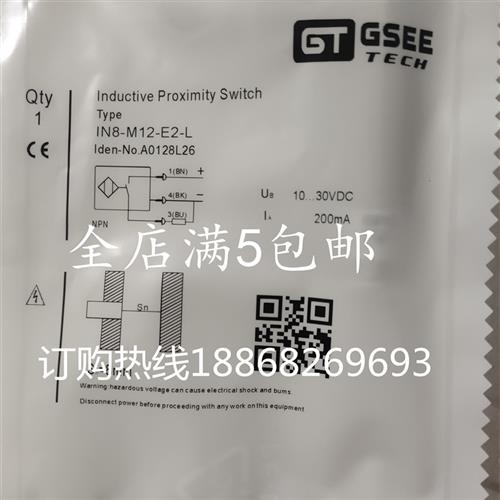 GT GSEE
TECH
Qty
1
Inductive Proximity Switch
Type
IN8-M12-E2-L
Iden-No.A0128L26
1(BN) +
4(BK) −
3(BU)
NPN
UB 10...30VDC
IA 200mA
全店满5包邮
Sn
订购热线18868269693
Warning:hazardous voltage can cause electrical shock and burns.
Disconnect power before proceeding with any work on this equipment